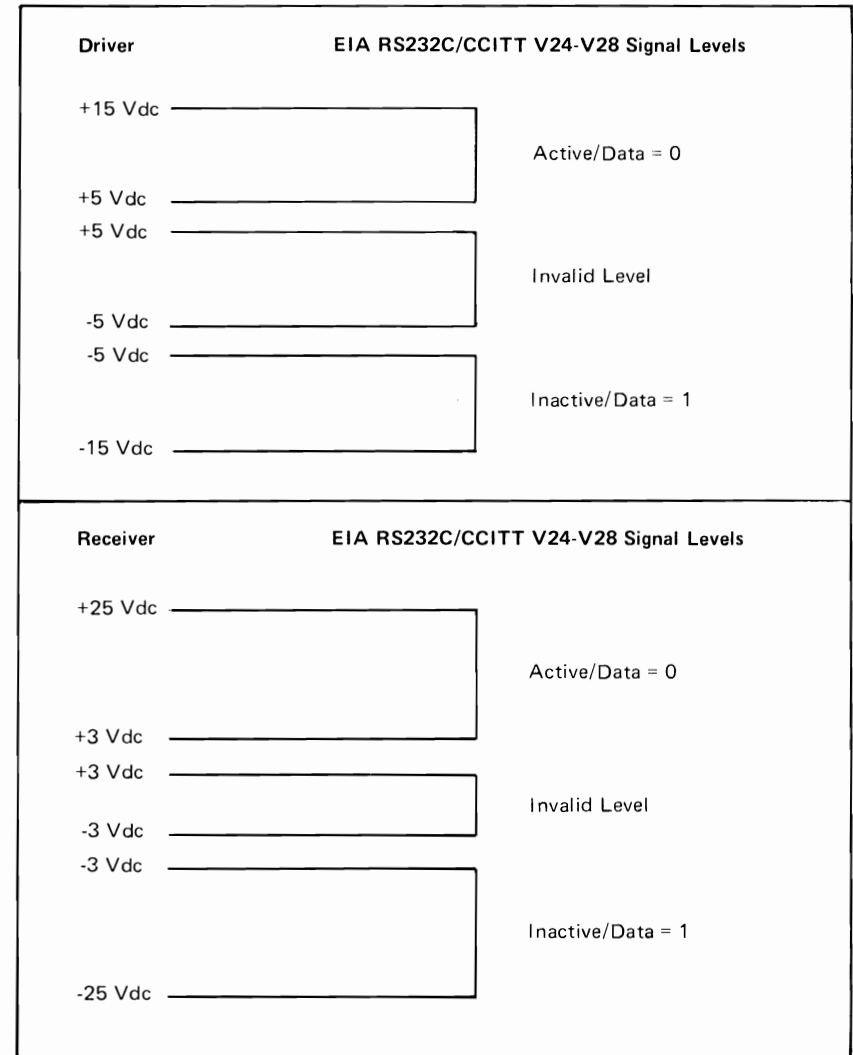 Driver EIA RS232C/CCITT V24-V28 Signal Levels
+15 Vdc
Active/Data = 0
+5 Vdc
+5 Vdc
Invalid Level
-5 Vdc
-5 Vdc
Inactive/Data = 1
-15 Vdc
Receiver EIA RS232C/CCITT V24-V28 Signal Levels
+25 Vdc
Active/Data = 0
+3 Vdc
+3 Vdc
Invalid Level
-3 Vdc
-3 Vdc
Inactive/Data = 1
-25 Vdc